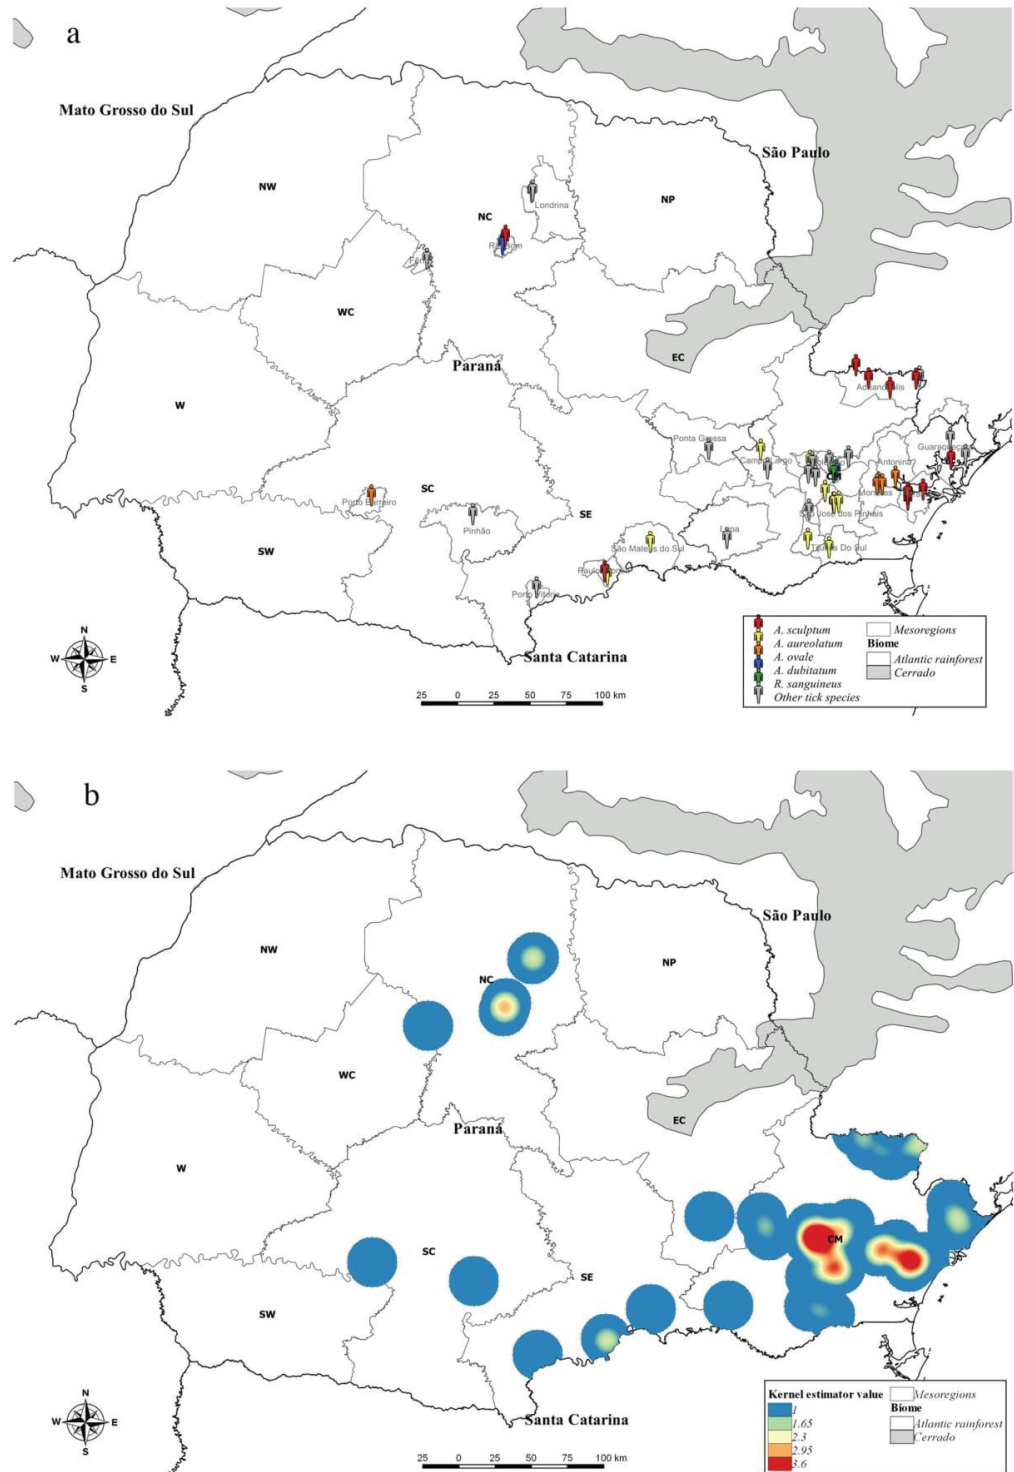 a
Mato Grosso do Sul
São Paulo
NW
NP
Londrina
NC
WC
EC
Paraná
W
Ponta Grossa
Antonina
SC
SE
Pinhão
São José dos Pinhais
Lapa
São Mateus do Sul
SW
Santa Catarina
N
W E
S
25 0 25 50 75 100 km
A. sculptum
A. aureolatum
A. ovale
A. dubitatum
R. sanguineus
Other tick species
Mesoregions
Biome
Atlantic rainforest
Cerrado
b
Mato Grosso do Sul
São Paulo
NW
NP
NC
WC
EC
Paraná
W
CM
SC
SE
SW
Santa Catarina
N
W E
S
25 0 25 50 75 100 km
Kernel estimator value
1
1.65
2.3
2.95
3.6
Mesoregions
Biome
Atlantic rainforest
Cerrado